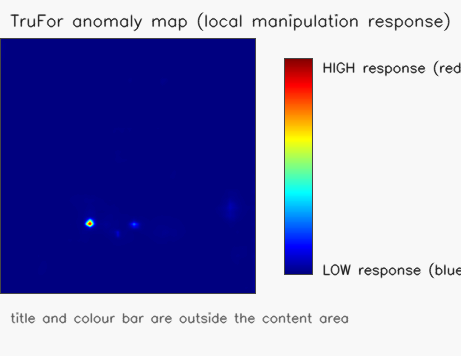 TruFor anomaly map (local manipulation response)
HIGH response (red
LOW response (blue
title and colour bar are outside the content area